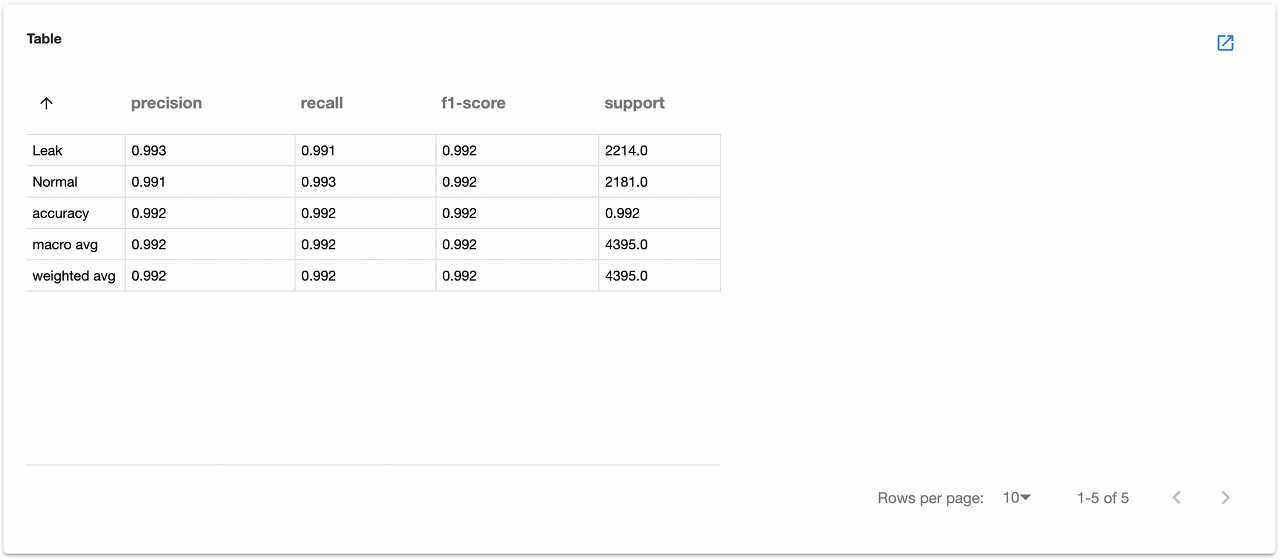 Table
precision recall f1-score support
Leak 0.993 0.991 0.992 2214.0
Normal 0.991 0.993 0.992 2181.0
accuracy 0.992 0.992 0.992 0.992
macro avg 0.992 0.992 0.992 4395.0
weighted avg 0.992 0.992 0.992 4395.0
Rows per page: 10 1-5 of 5